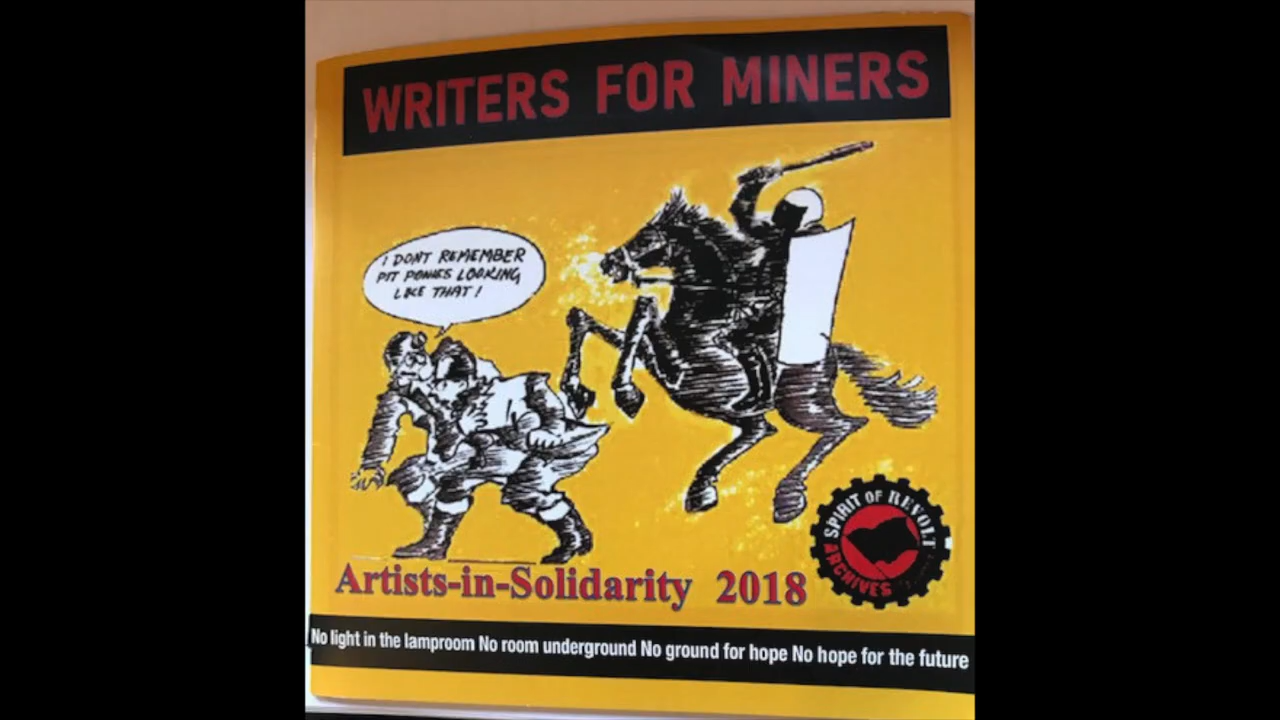 WRITERS FOR MINERS
I DONT REMEMBER
PIT PONIES LOOKING
LIKE THAT!
SPIRIT OF REVOLT
ARCHIVES
Artists-in-Solidarity 2018
No light in the lamproom No room underground No ground for hope No hope for the future